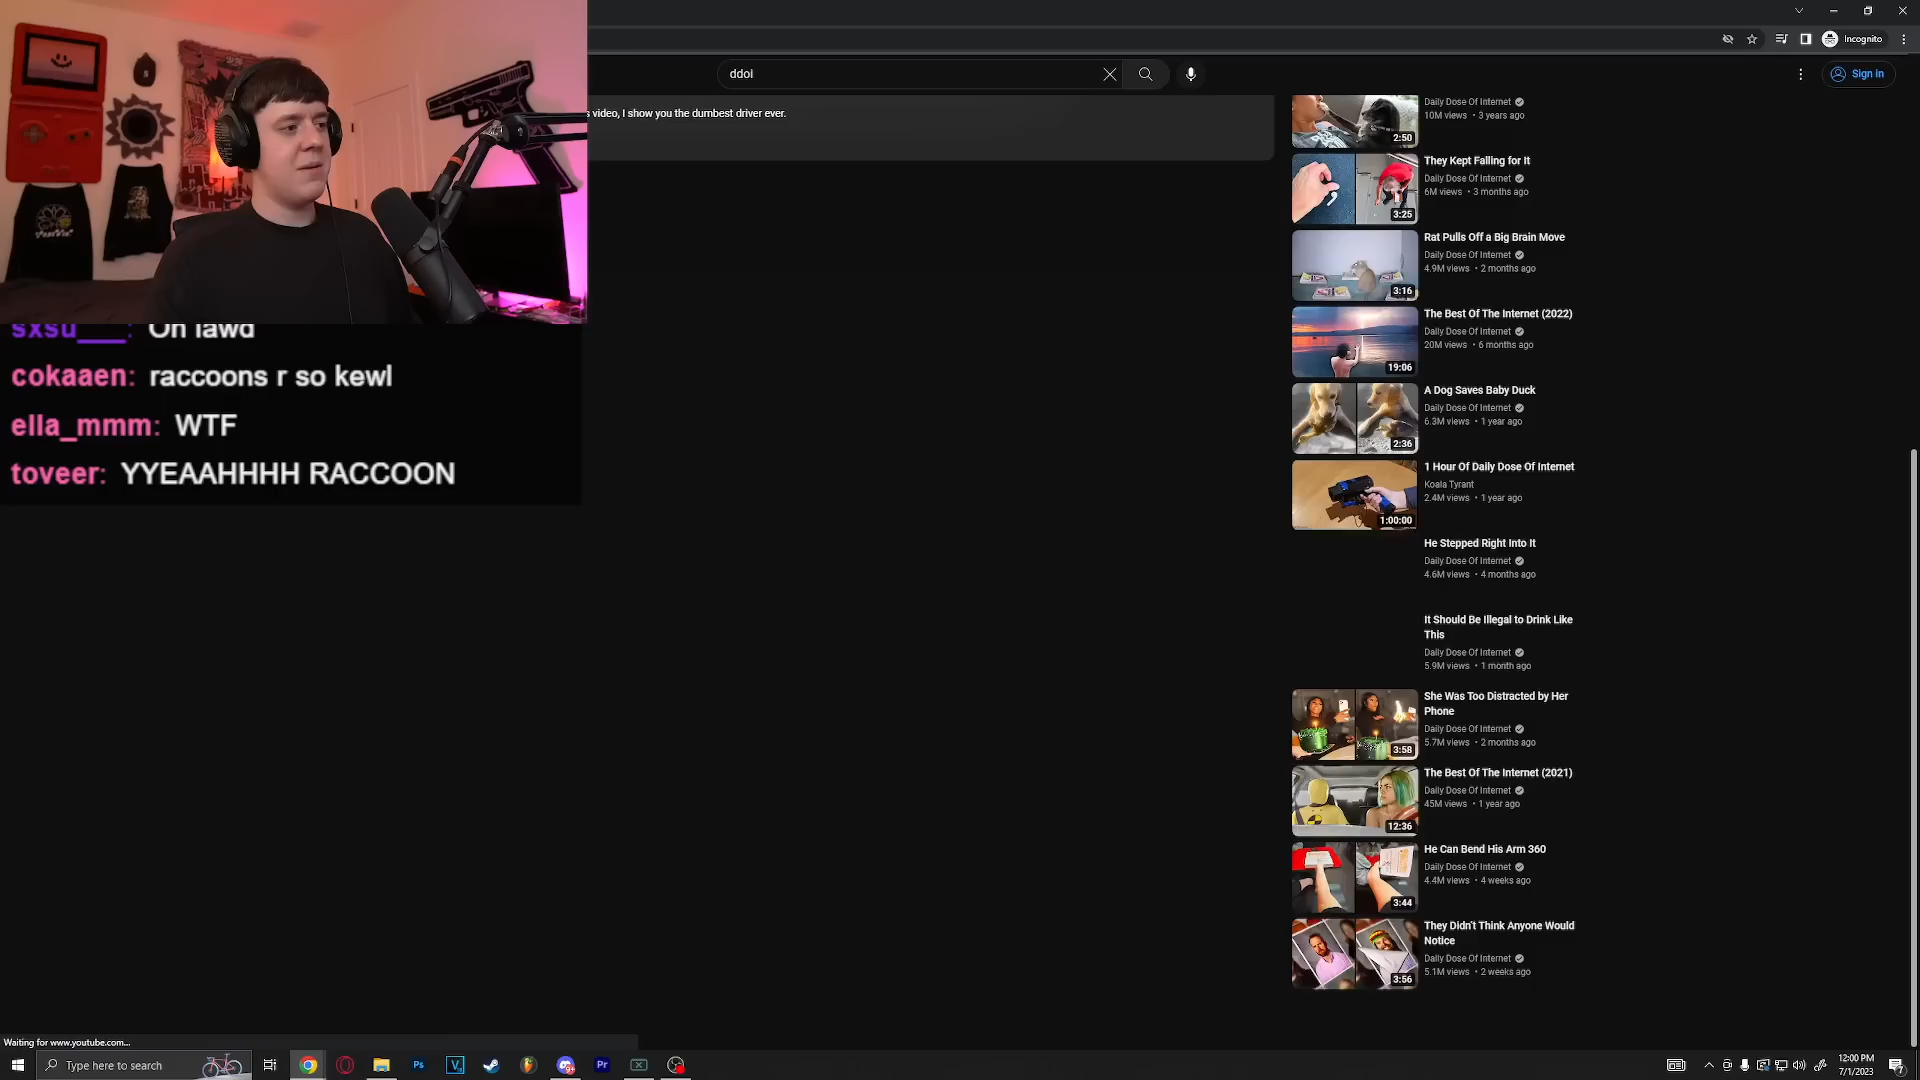 Incognito
ddoi
Sign in
s video, I show you the dumbest driver ever.
sxsu___: Oh lawd
cokaaen: raccoons r so kewl
ella_mmm: WTF
toveer: YYEAAHHHH RACCOON
Daily Dose Of Internet
10M views • 3 years ago
2:50
They Kept Falling for It
Daily Dose Of Internet
6M views • 3 months ago
3:25
Rat Pulls Off a Big Brain Move
Daily Dose Of Internet
4.9M views • 2 months ago
3:16
The Best Of The Internet (2022)
Daily Dose Of Internet
20M views • 6 months ago
19:06
A Dog Saves Baby Duck
Daily Dose Of Internet
6.3M views • 1 year ago
2:36
1 Hour Of Daily Dose Of Internet
Koala Tyrant
2.4M views • 1 year ago
1:00:00
He Stepped Right Into It
Daily Dose Of Internet
4.6M views • 4 months ago
It Should Be Illegal to Drink Like
This
Daily Dose Of Internet
5.9M views • 1 month ago
She Was Too Distracted by Her
Phone
Daily Dose Of Internet
5.7M views • 2 months ago
3:58
The Best Of The Internet (2021)
Daily Dose Of Internet
45M views • 1 year ago
12:36
He Can Bend His Arm 360
Daily Dose Of Internet
4.4M views • 4 weeks ago
3:44
They Didn't Think Anyone Would
Notice
Daily Dose Of Internet
5.1M views • 2 weeks ago
3:56
Waiting for www.youtube.com...
Type here to search
Ps
V
Pr
12:00 PM
7/1/2023